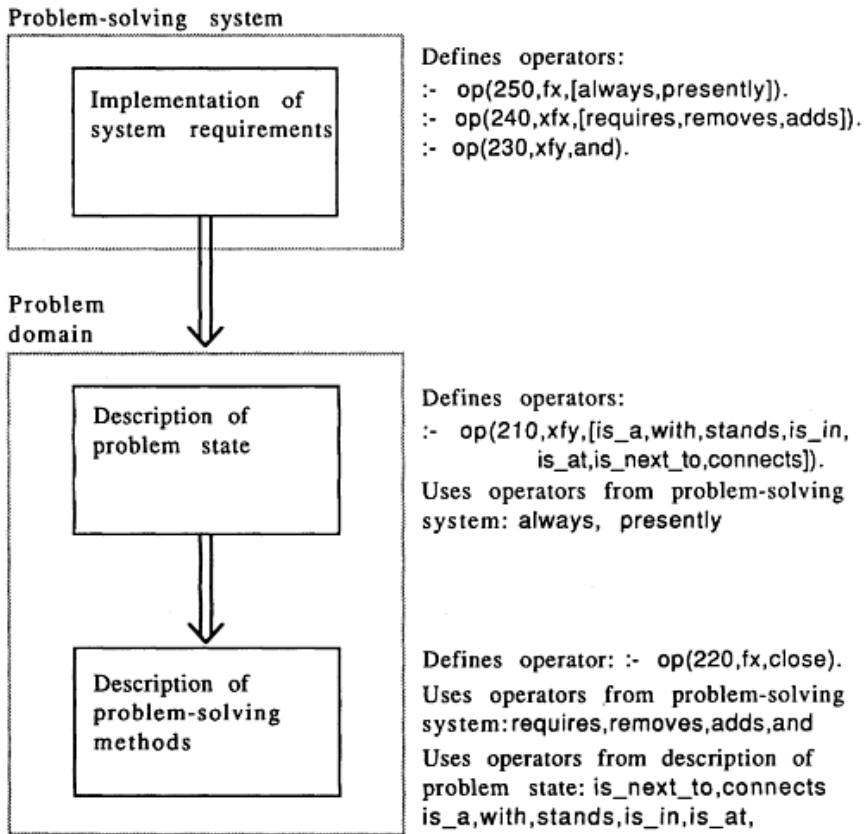 Problem-solving system
Implementation of
system requirements
Defines operators:
:- op(250,fx,[always,presently]).
:- op(240,xfx,[requires,removes,adds]).
:- op(230,xfy,and).
Problem
domain
Description of
problem state
Defines operators:
:- op(210,xfy,[is_a,with,stands,is_in,
is_at,is_next_to,connects]).
Uses operators from problem-solving
system: always, presently
Description of
problem-solving
methods
Defines operator: :- op(220,fx,close).
Uses operators from problem-solving
system:requires,removes,adds,and
Uses operators from description of
problem state: is_next_to,connects
is_a,with,stands,is_in,is_at,